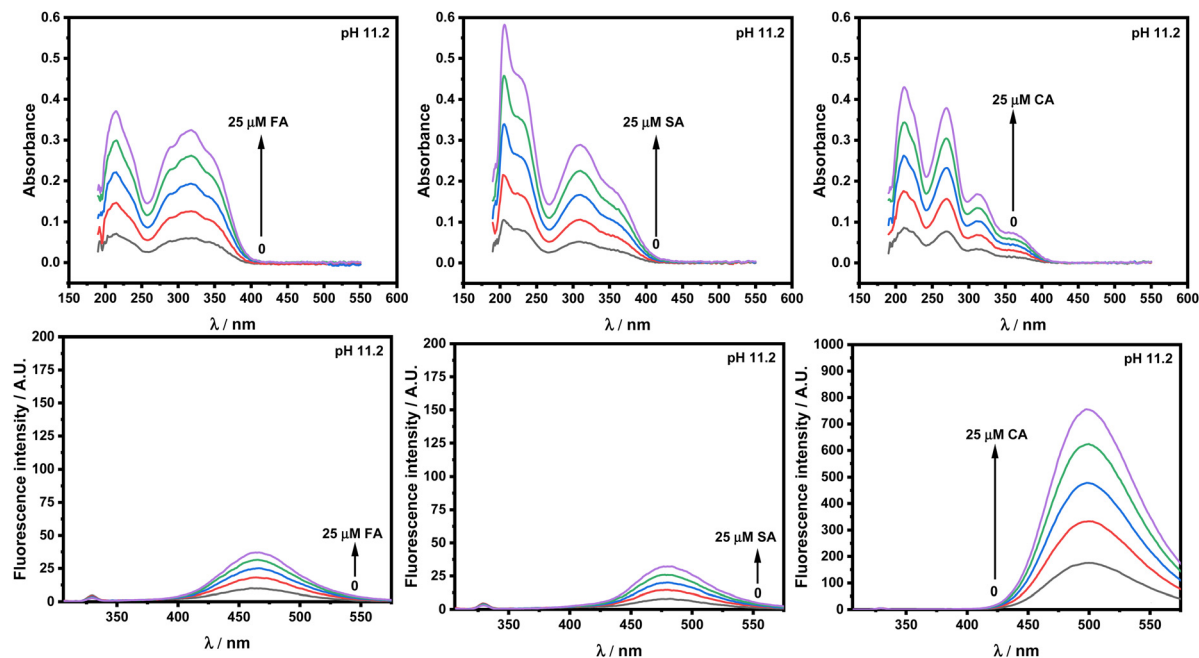 0.6
0.5
0.4
0.3
0.2
0.1
0.0
Absorbance
pH 11.2
25 μM FA
0
150 200 250 300 350 400 450 500 550 600
λ / nm
0.6
0.5
0.4
0.3
0.2
0.1
0.0
Absorbance
pH 11.2
25 μM SA
0
150 200 250 300 350 400 450 500 550 600
λ / nm
0.6
0.5
0.4
0.3
0.2
0.1
0.0
Absorbance
pH 11.2
25 μM CA
0
150 200 250 300 350 400 450 500 550 600
λ / nm
200
175
150
125
100
75
50
25
0
Fluorescence intensity / A.U.
pH 11.2
25 μM FA
0
350 400 450 500 550
λ / nm
200
175
150
125
100
75
50
25
0
Fluorescence intensity / A.U.
pH 11.2
25 μM SA
0
350 400 450 500 550
λ / nm
1000
900
800
700
600
500
400
300
200
100
0
Fluorescence intensity / A.U.
pH 11.2
25 μM CA
0
350 400 450 500 550
λ / nm